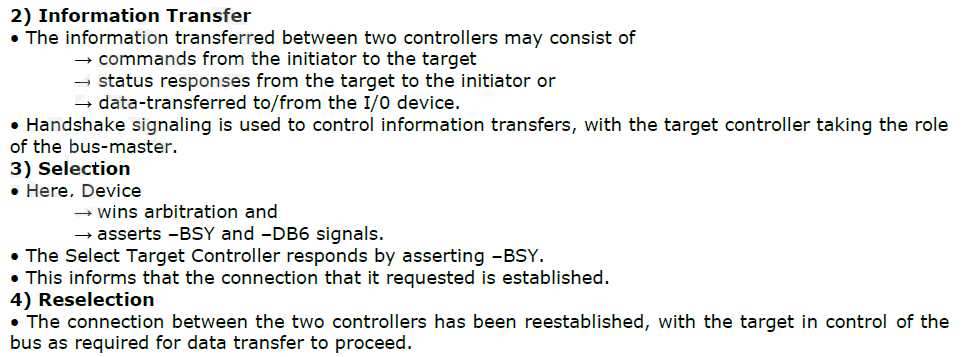 2) Information Transfer
• The information transferred between two controllers may consist of
→ commands from the initiator to the target
→ status responses from the target to the initiator or
→ data-transferred to/from the I/0 device.
• Handshake signaling is used to control information transfers, with the target controller taking the role
of the bus-master.
3) Selection
• Here. Device
→ wins arbitration and
→ asserts –BSY and –DB6 signals.
• The Select Target Controller responds by asserting –BSY.
• This informs that the connection that it requested is established.
4) Reselection
• The connection between the two controllers has been reestablished, with the target in control of the
bus as required for data transfer to proceed.